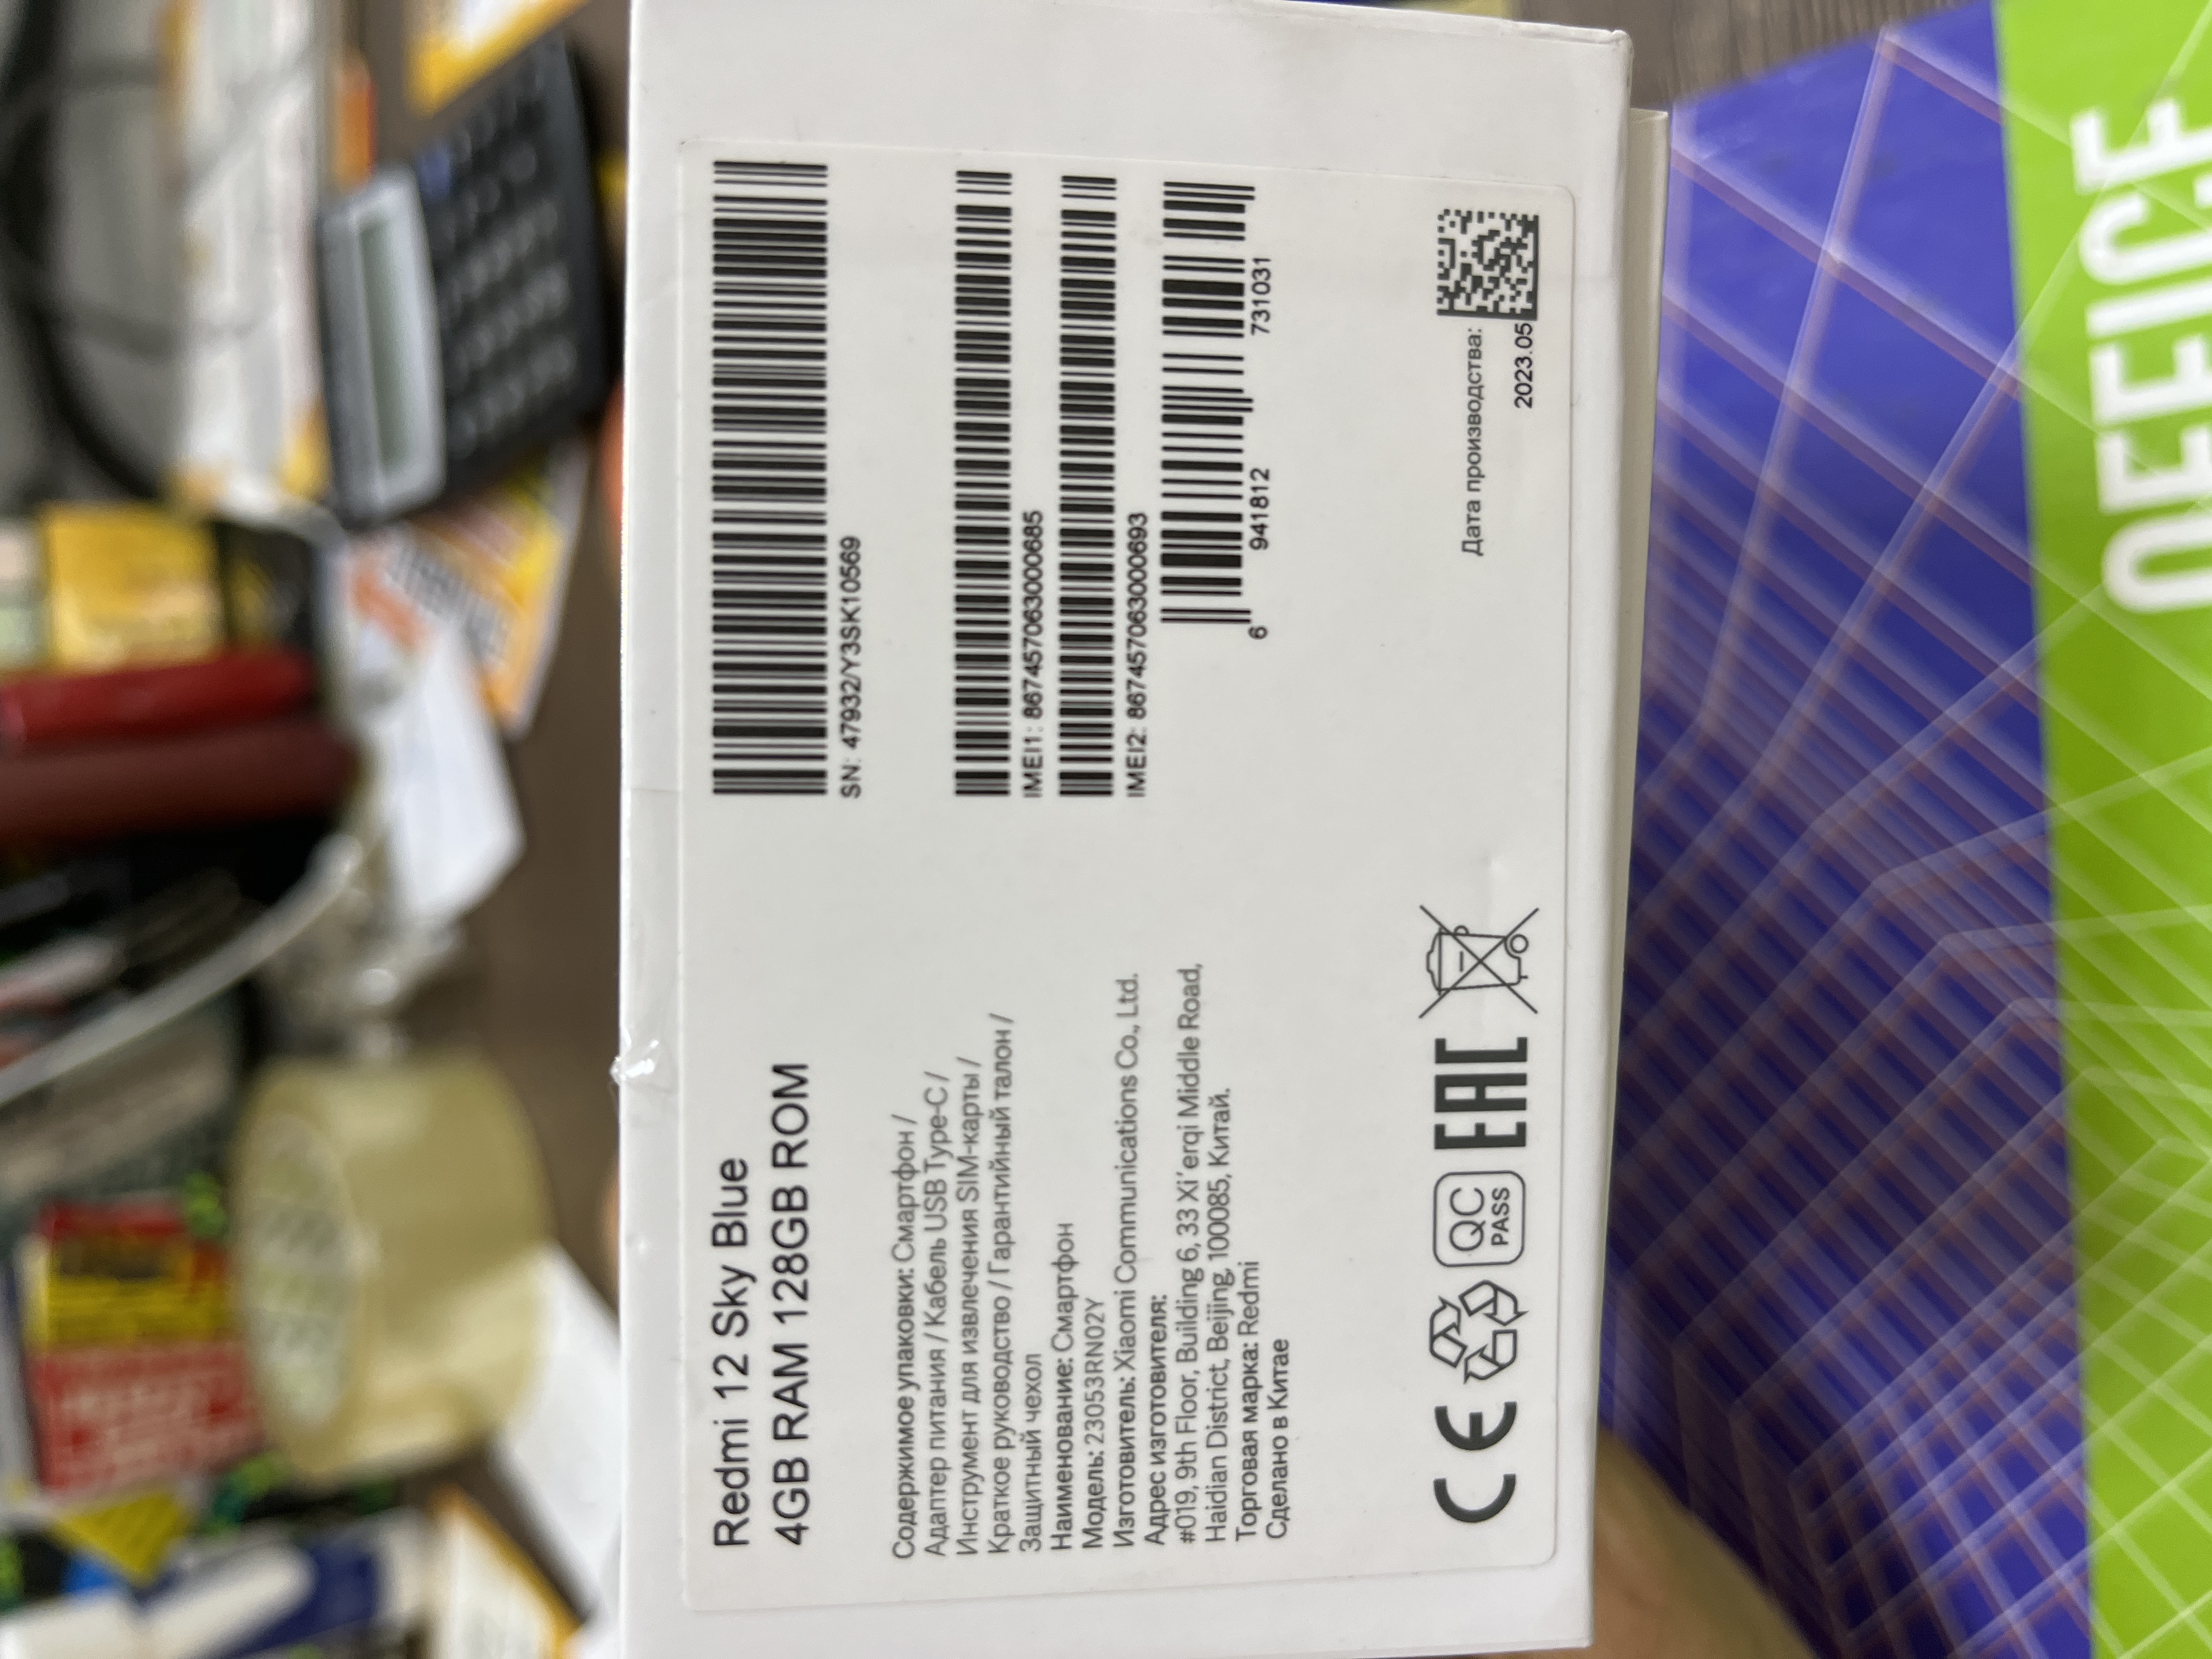 Redmi 12 Sky Blue
4GB RAM 128GB ROM
Содержимое упаковки: Смартфон /
Адаптер питания / Кабель USB Type-C /
Инструмент для извлечения SIM-карты /
Краткое руководство / Гарантийный талон /
Защитный чехол
Наименование: Смартфон
Модель: 23053RN02Y
Изготовитель: Xiaomi Communications Co., Ltd.
Адрес изготовителя:
#019, 9th Floor, Building 6, 33 Xi'erqi Middle Road,
Haidian District, Beijing, 100085, Китай.
Торговая марка: Redmi
Сделано в Китае
CE
QC
PASS
EAC
SN: 47932/Y3SK10569
IMEI1: 867457063000685
IMEI2: 867457063000693
6 941812 731031
Дата производства:
2023.05
OFFICE